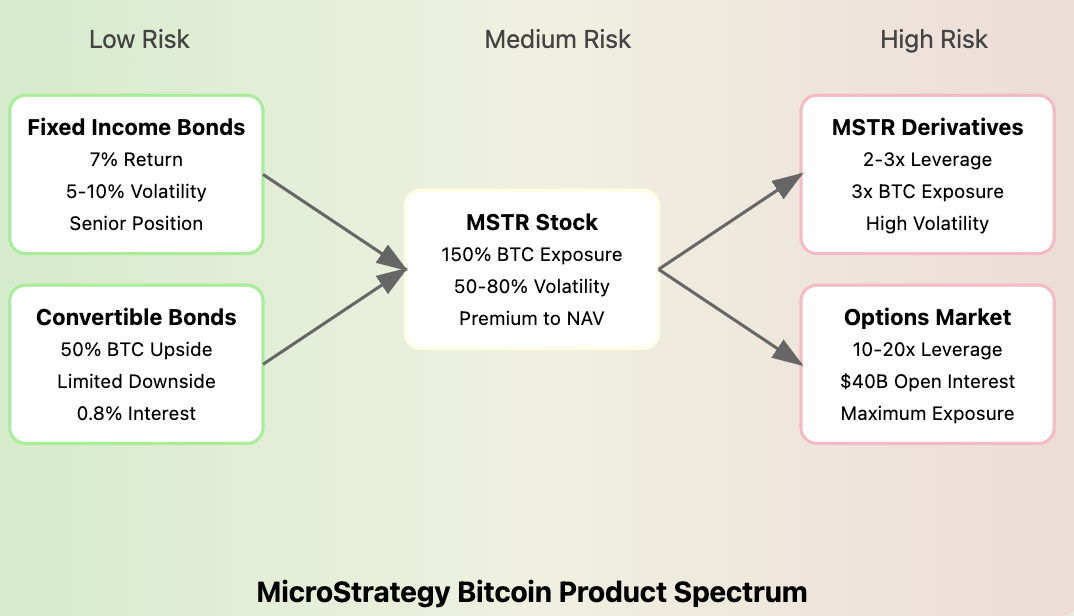 Low Risk
Medium Risk
High Risk
Fixed Income Bonds
7% Return
5-10% Volatility
Senior Position
Convertible Bonds
50% BTC Upside
Limited Downside
0.8% Interest
MSTR Stock
150% BTC Exposure
50-80% Volatility
Premium to NAV
MSTR Derivatives
2-3x Leverage
3x BTC Exposure
High Volatility
Options Market
10-20x Leverage
$40B Open Interest
Maximum Exposure
MicroStrategy Bitcoin Product Spectrum